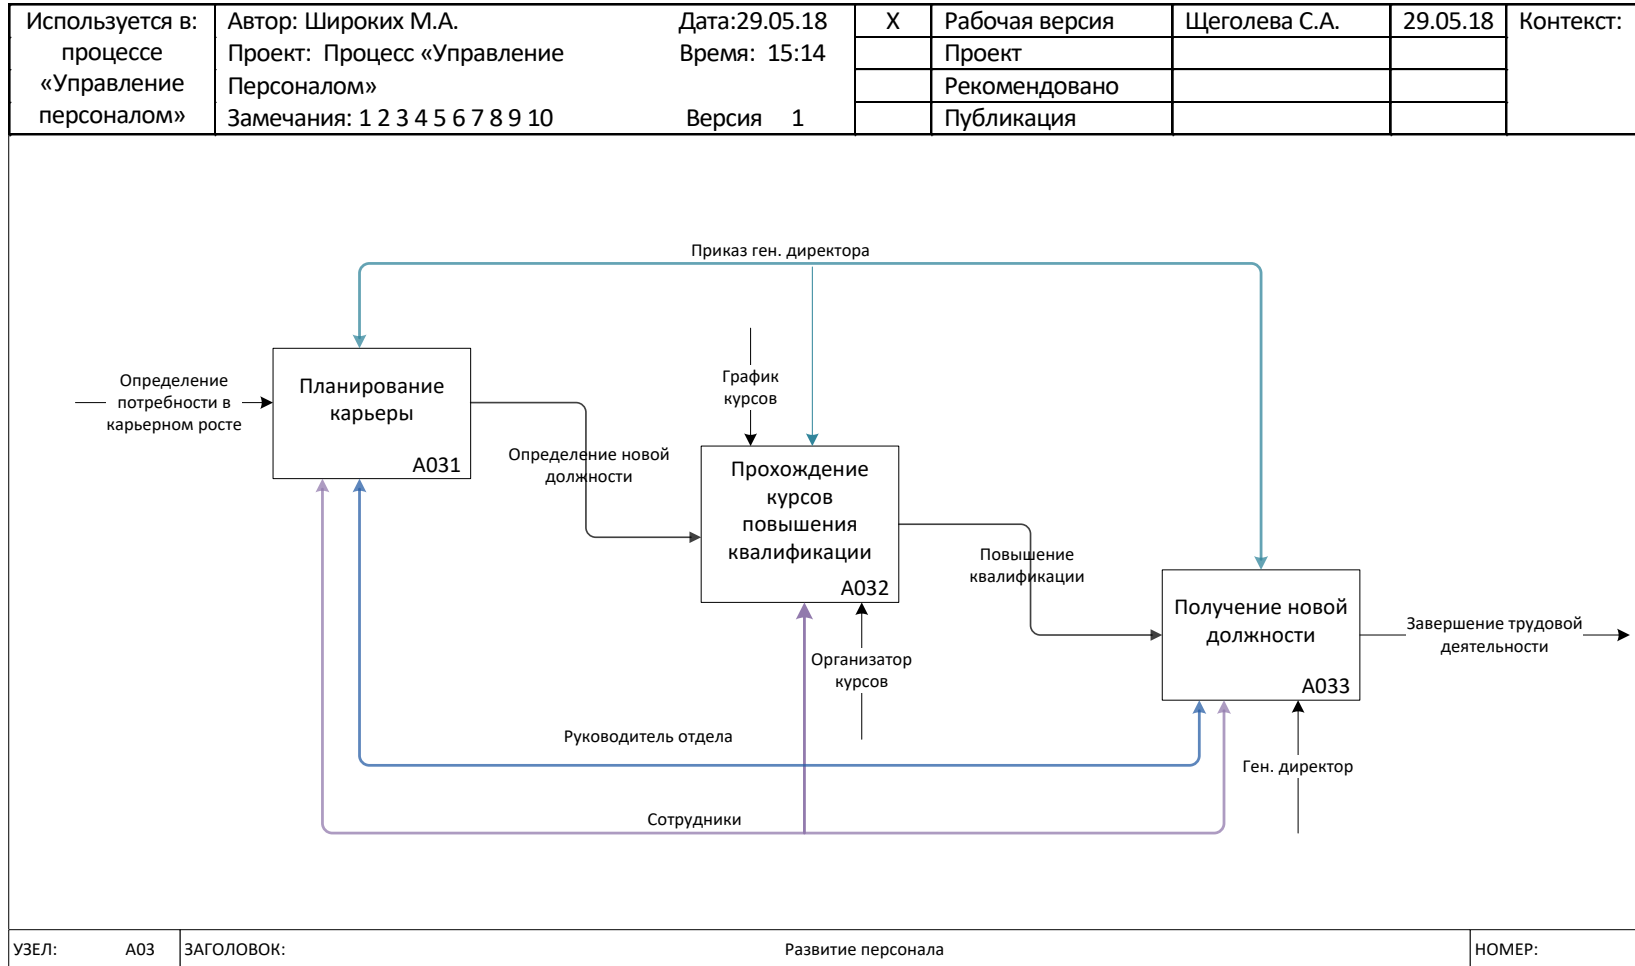 Используется в:
процессе
«Управление
персоналом»
Автор: Широких М.А.
Дата:29.05.18
Проект: Процесс «Управление
Время: 15:14
Персоналом»
Замечания: 1 2 3 4 5 6 7 8 9 10
Версия 1
X
Рабочая версия
Щеголева С.А.
29.05.18
Контекст:
Проект
Рекомендовано
Публикация
Приказ ген. директора
Определение
потребности в
карьерном росте
Планирование
карьеры
А031
График
курсов
Определение новой
должности
Прохождение
курсов
повышения
квалификации
А032
Повышение
квалификации
Получение новой
должности
А033
Завершение трудовой
деятельности
Организатор
курсов
Руководитель отдела
Ген. директор
Сотрудники
УЗЕЛ: А03
ЗАГОЛОВОК:
Развитие персонала
НОМЕР: